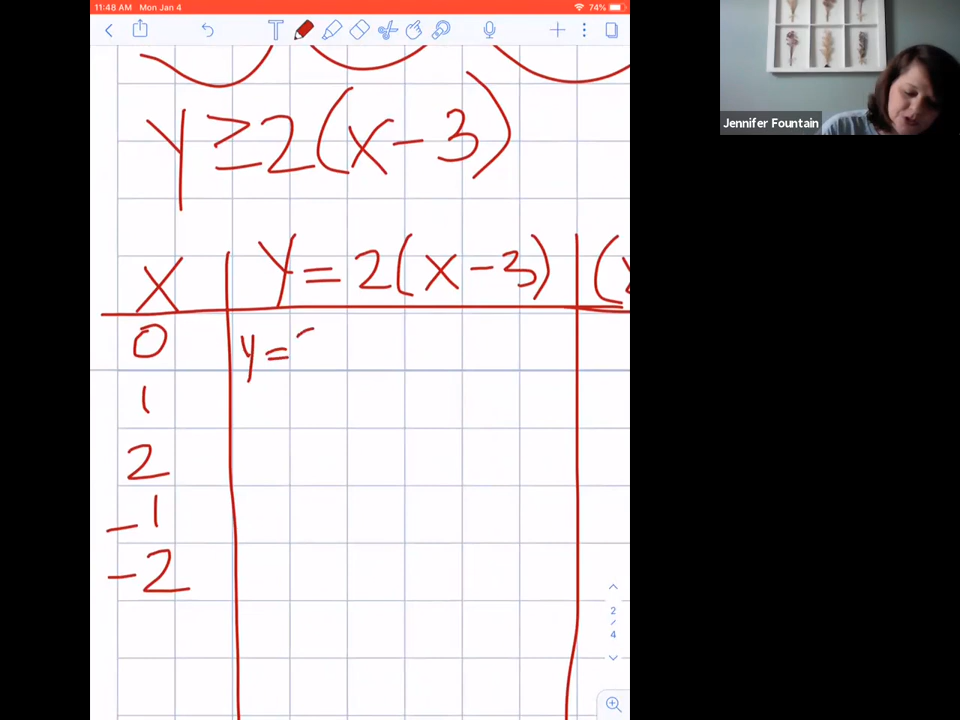 11:48 AM Mon Jan 4
74%
T
y ≥ 2(x-3)
Jennifer Fountain
x
y = 2(x-3)
(
0
y =
1
2
-1
-2
2
/
4